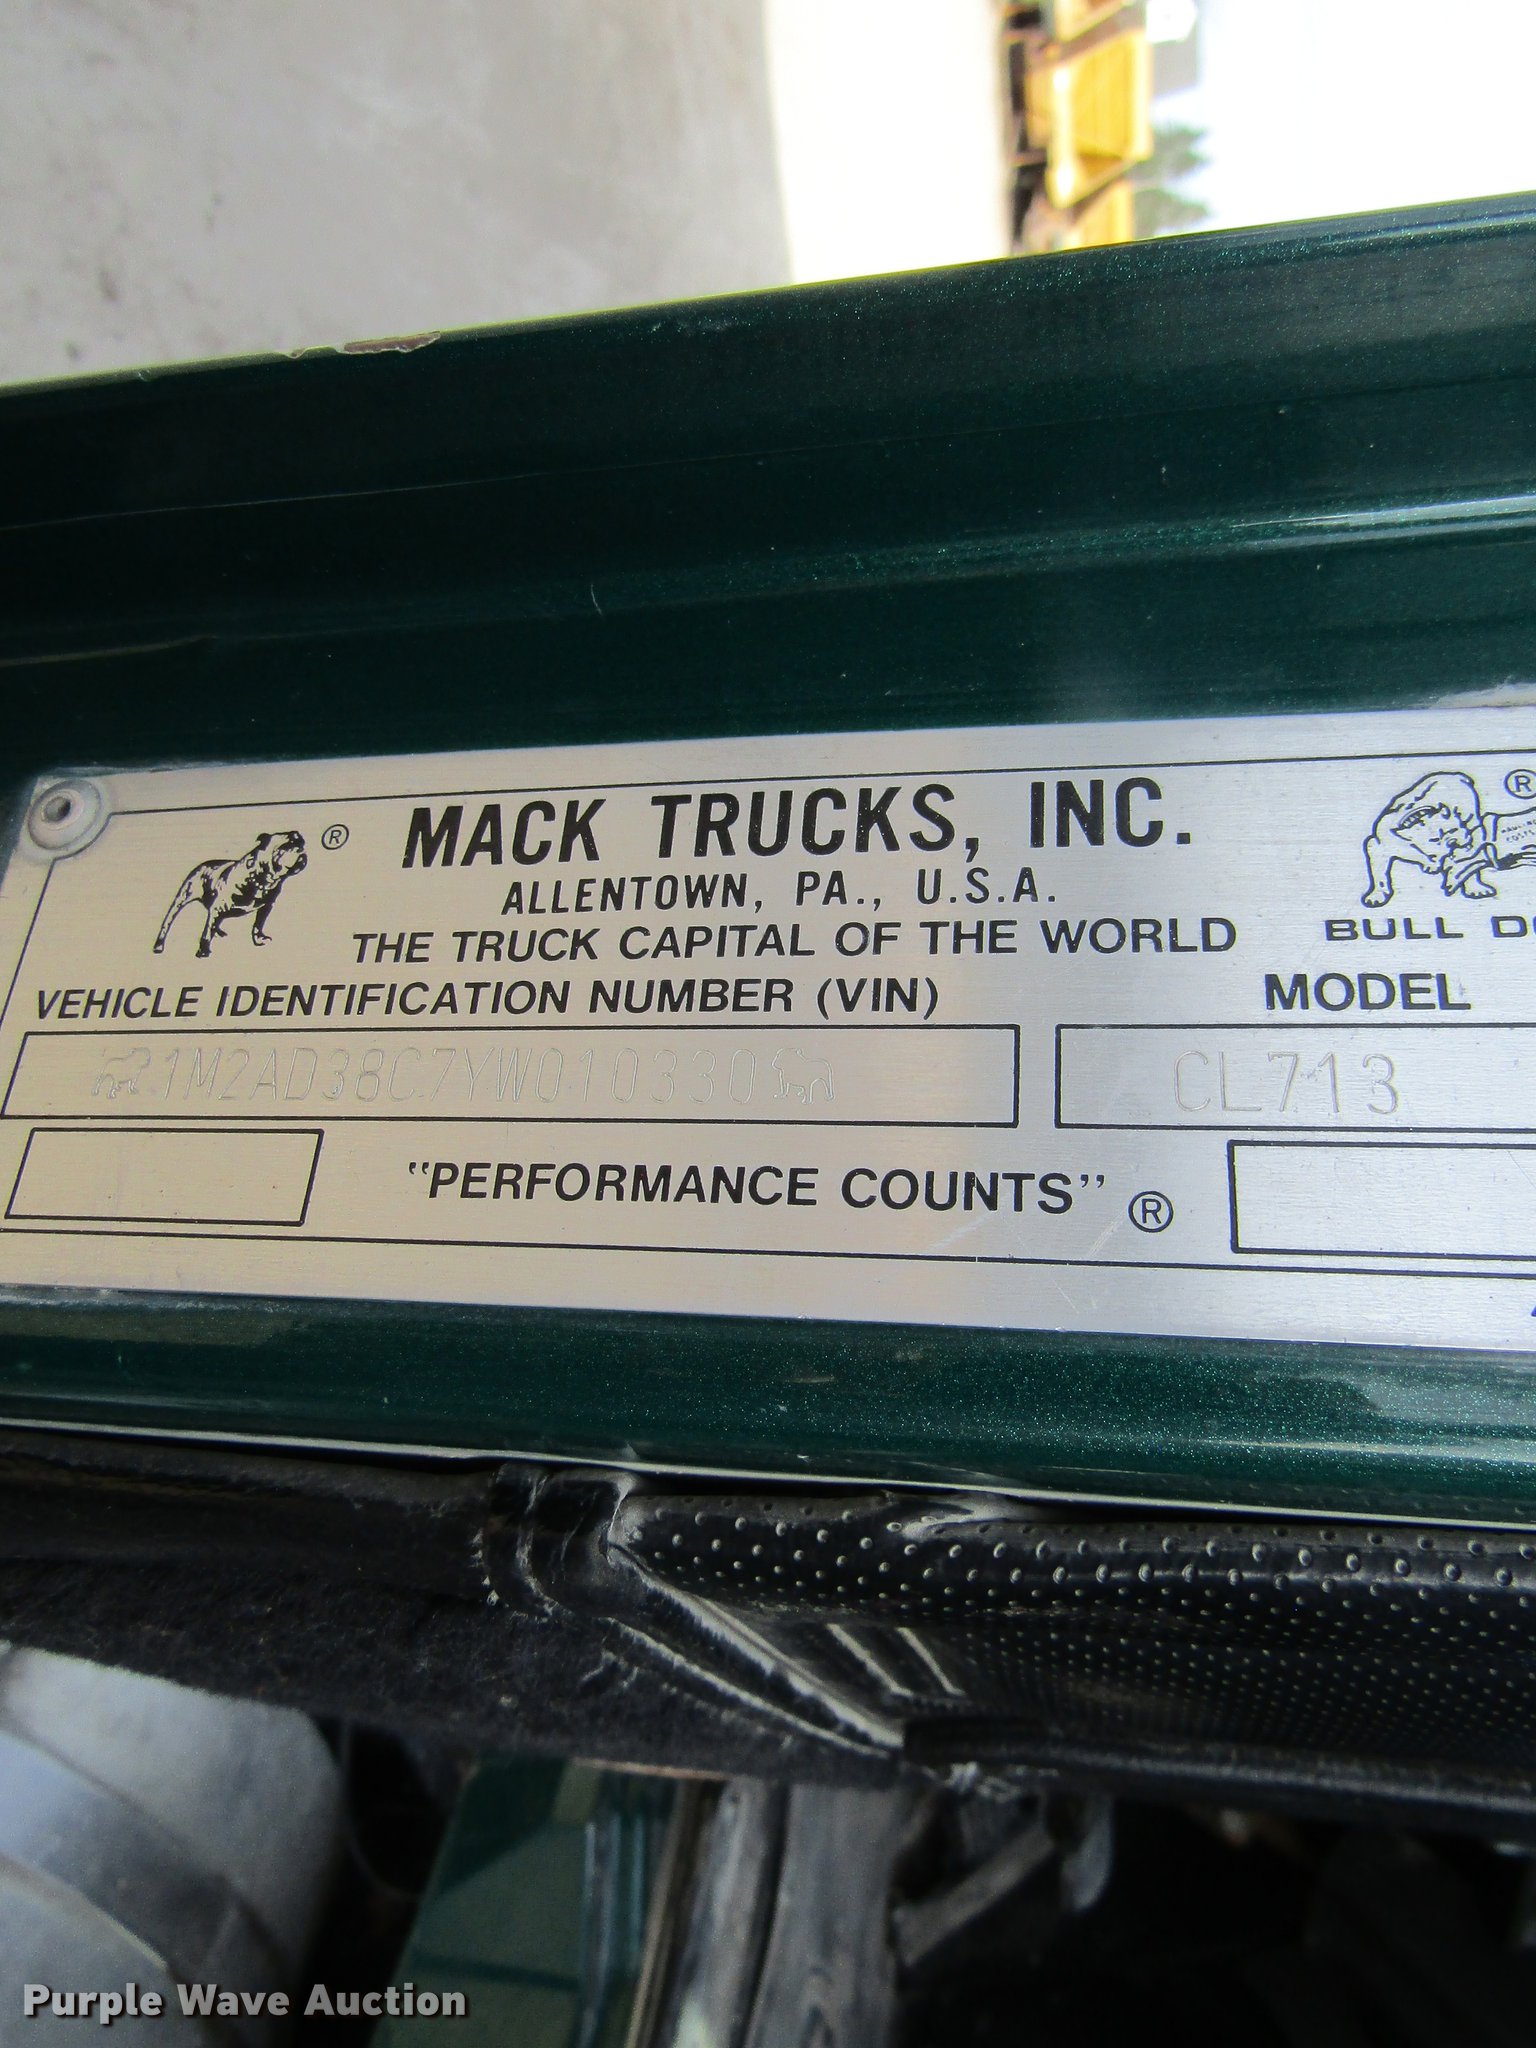 ® MACK TRUCKS, INC. ®
ALLENTOWN, PA., U.S.A.
THE TRUCK CAPITAL OF THE WORLD
BULL
VEHICLE IDENTIFICATION NUMBER (VIN)
MODEL
1M2AD38C7YW010330
CL713
"PERFORMANCE COUNTS" ®
Purple Wave Auction